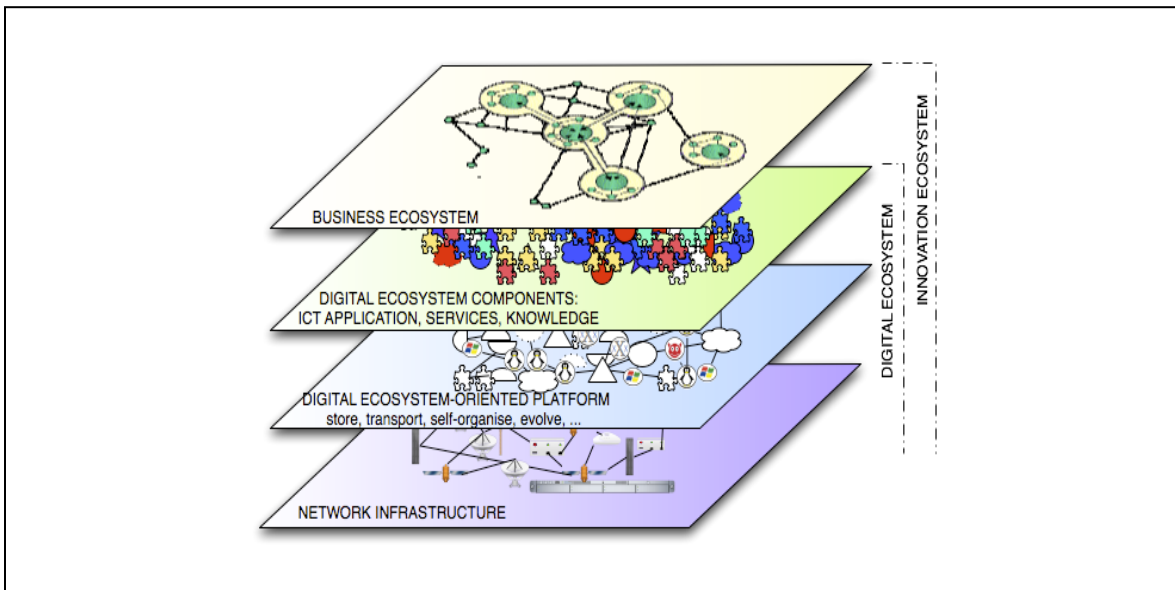 BUSINESS ECOSYSTEM
DIGITAL ECOSYSTEM COMPONENTS:
ICT APPLICATION, SERVICES, KNOWLEDGE
DIGITAL ECOSYSTEM-ORIENTED PLATFORM
store, transport, self-organise, evolve, ...
NETWORK INFRASTRUCTURE
DIGITAL ECOSYSTEM
INNOVATION ECOSYSTEM